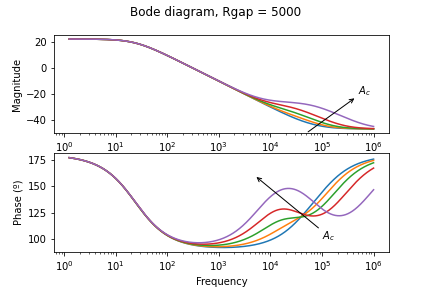 Bode diagram, Rgap = 5000
Magnitude
20
0
−20
−40
A_c
10^0 10^1 10^2 10^3 10^4 10^5 10^6
Phase (º)
175
150
125
100
A_c
10^0 10^1 10^2 10^3 10^4 10^5 10^6
Frequency